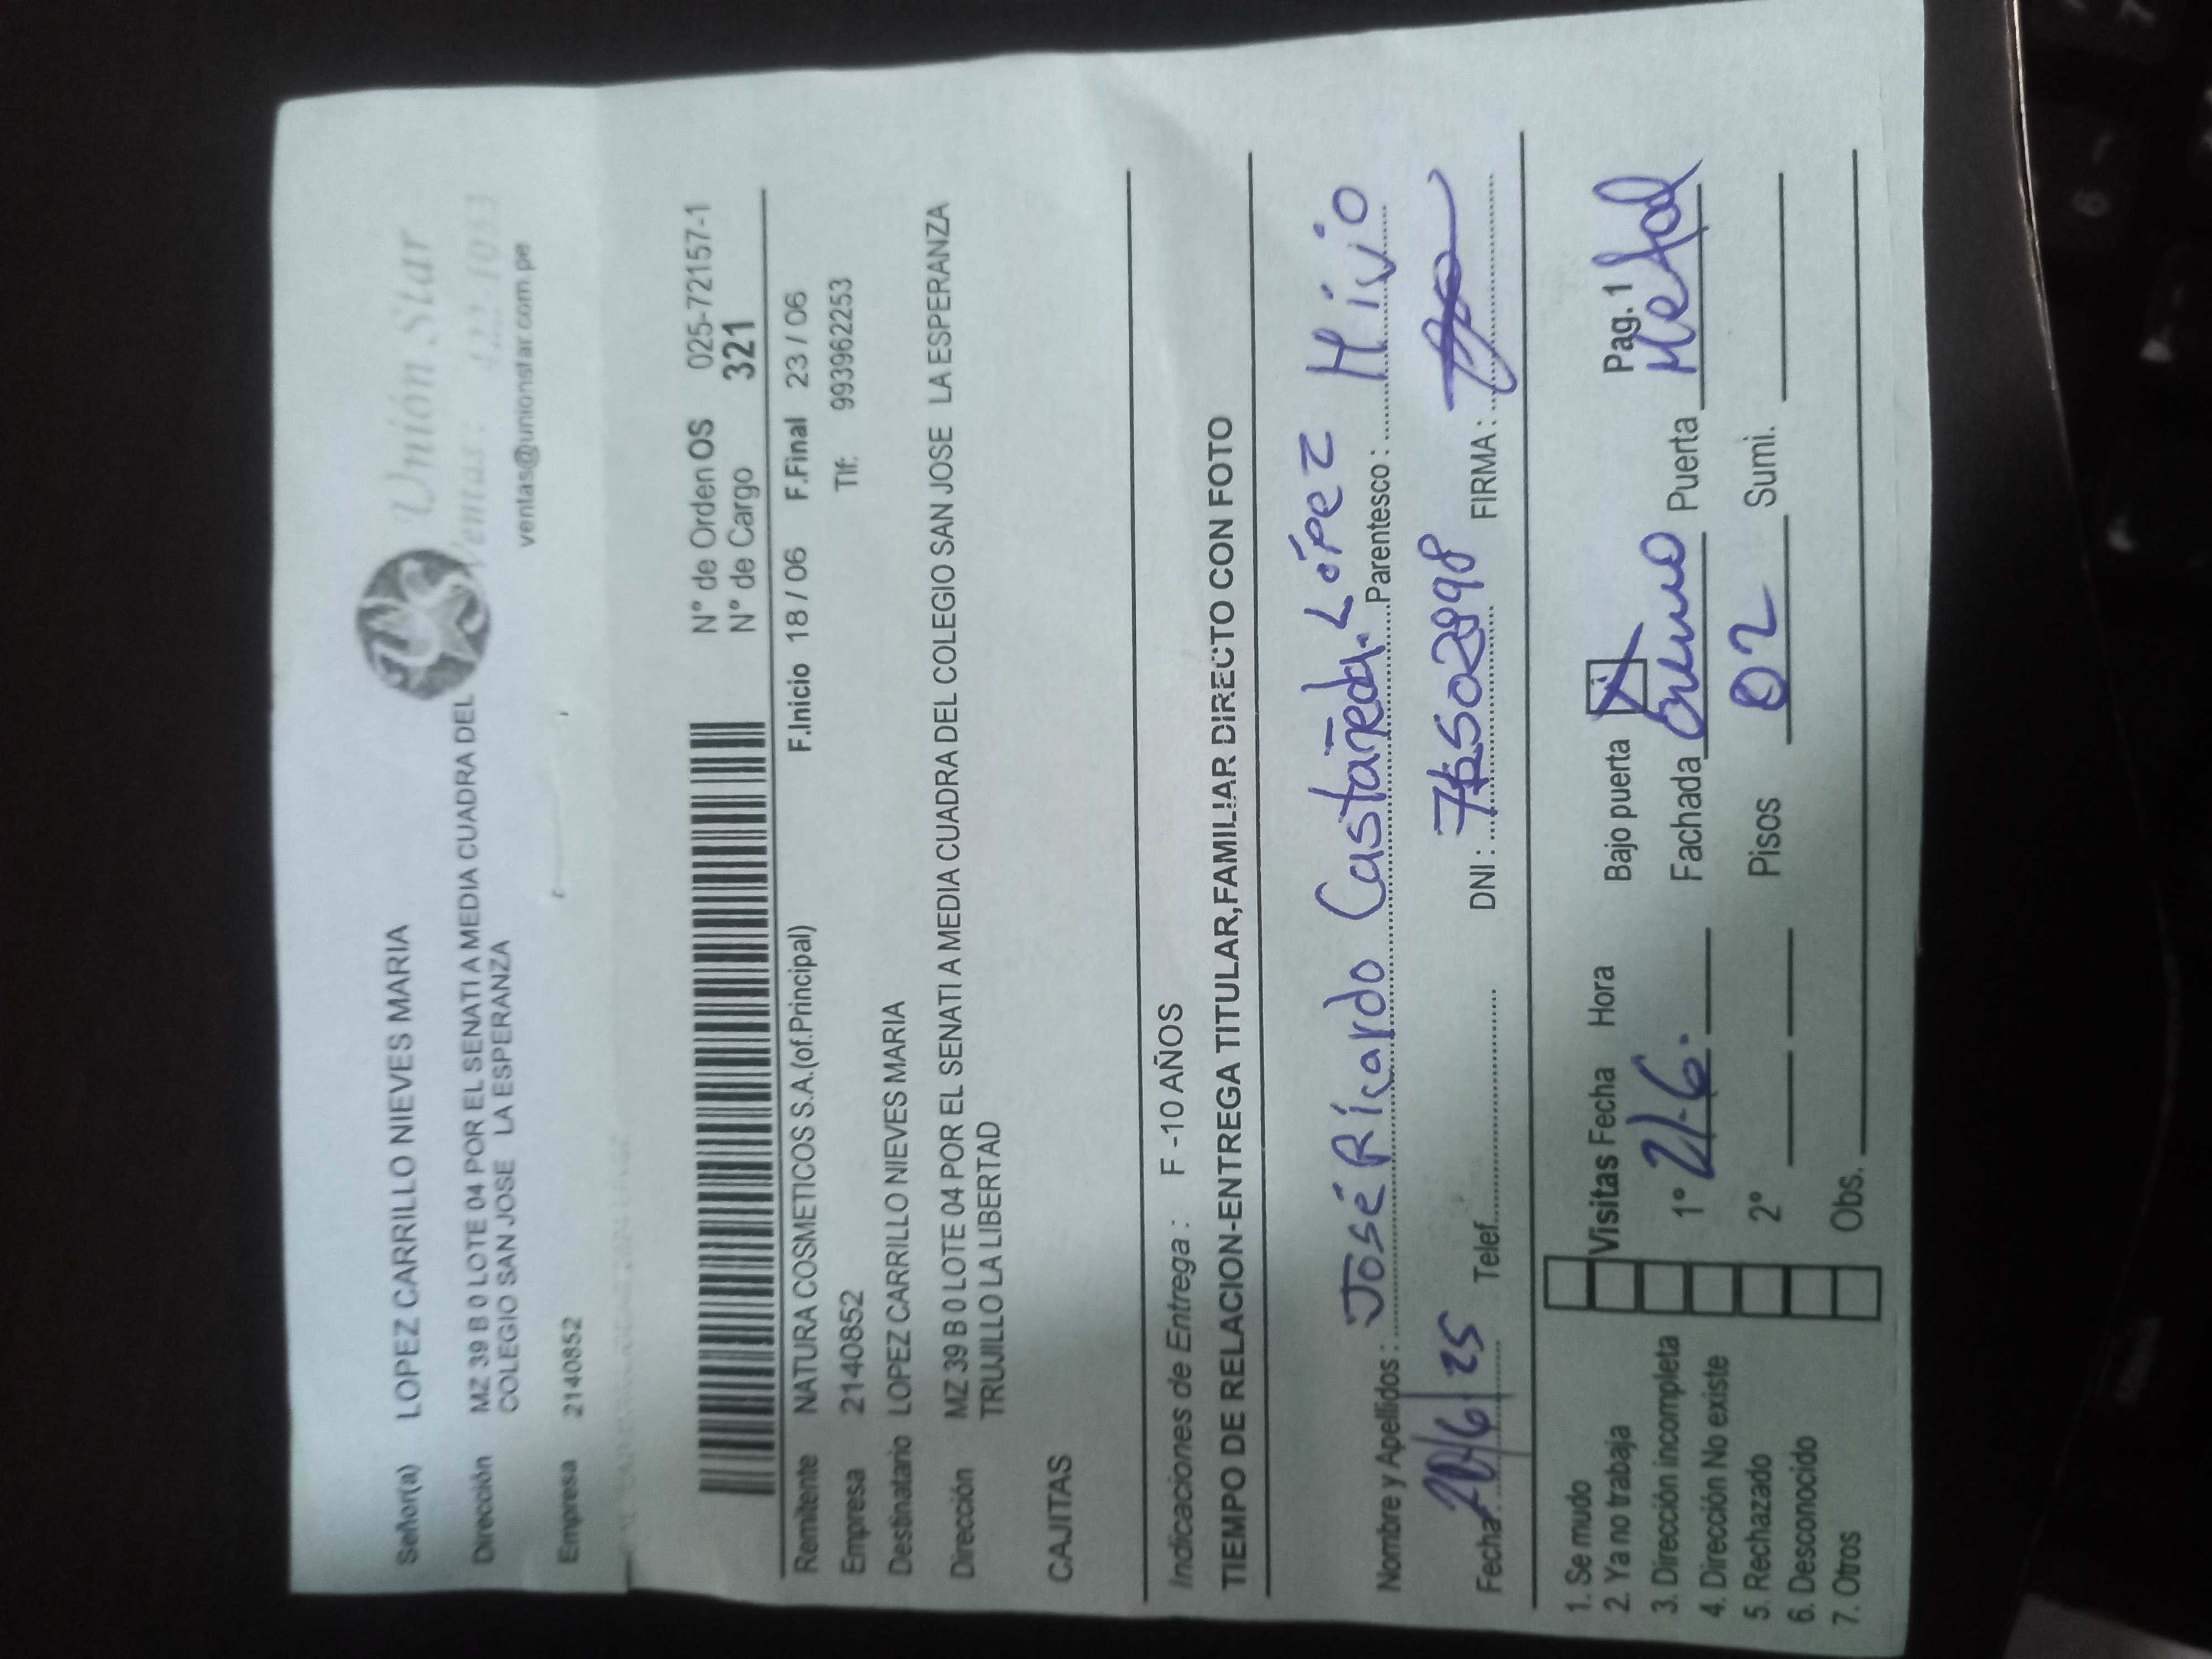 Unión Star
Ventas: 422-1053
ventas@unionstar.com.pe
Señor(a) LOPEZ CARRILLO NIEVES MARIA
Dirección MZ 39 B 0 LOTE 04 POR EL SENATI A MEDIA CUADRA DEL
COLEGIO SAN JOSE LA ESPERANZA
Empresa 2140852
N° de Orden OS 025-72157-1
N° de Cargo 321
Remitente NATURA COSMETICOS S.A.(of.Principal) F.Inicio 18 / 06 F.Final 23 / 06
Empresa 2140852 Tlf. 993962253
Destinatario LOPEZ CARRILLO NIEVES MARIA
Dirección MZ 39 B 0 LOTE 04 POR EL SENATI A MEDIA CUADRA DEL COLEGIO SAN JOSE LA ESPERANZA
TRUJILLO LA LIBERTAD
CAJITAS
Indicaciones de Entrega : F -10 AÑOS
TIEMPO DE RELACION-ENTREGA TITULAR,FAMILIAR DIRECTO CON FOTO
Nombre y Apellidos : José Ricardo Castañeda López Parentesco : Hijo
Fecha: 20/6/25 Telef. DNI : FIRMA :
1. Se mudo
2. Ya no trabaja Visitas Fecha Hora Bajo puerta Pag. 1
3. Dirección incompleta 1° 21-6. Fachada Puerta Metal
4. Dirección No existe
5. Rechazado 2° Pisos 02 Sumi.
6. Desconocido
7. Otros Obs.